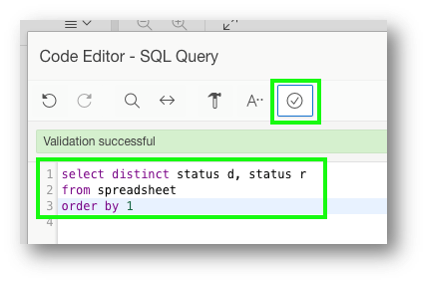 Code Editor - SQL Query
A··
Validation successful
1 select distinct status d, status r
2 from spreadsheet
3 order by 1
4